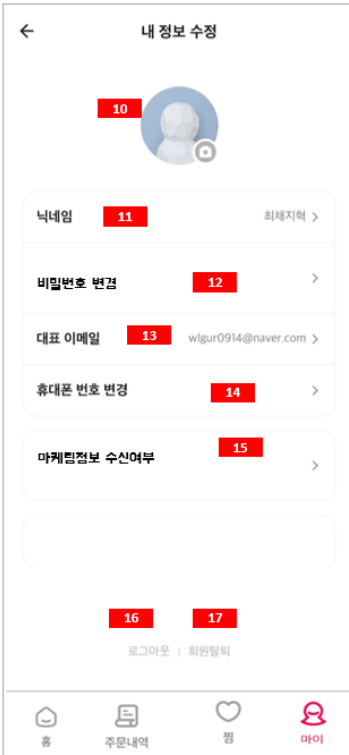 내 정보 수정
10
닉네임 11 최채지혁 >
비밀번호 변경 12 >
대표 이메일 13 wlgur0914@naver.com >
휴대폰 번호 변경 14 >
15
마케팅정보 수신여부 >
16 17
로그아웃 | 회원탈퇴
홈 주문내역 찜 마이